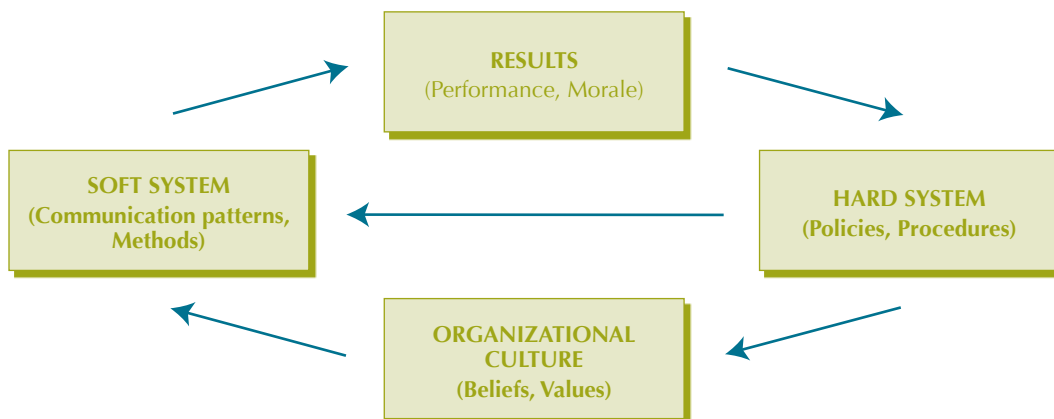 RESULTS
(Performance, Morale)
SOFT SYSTEM
(Communication patterns,
Methods)
HARD SYSTEM
(Policies, Procedures)
ORGANIZATIONAL
CULTURE
(Beliefs, Values)